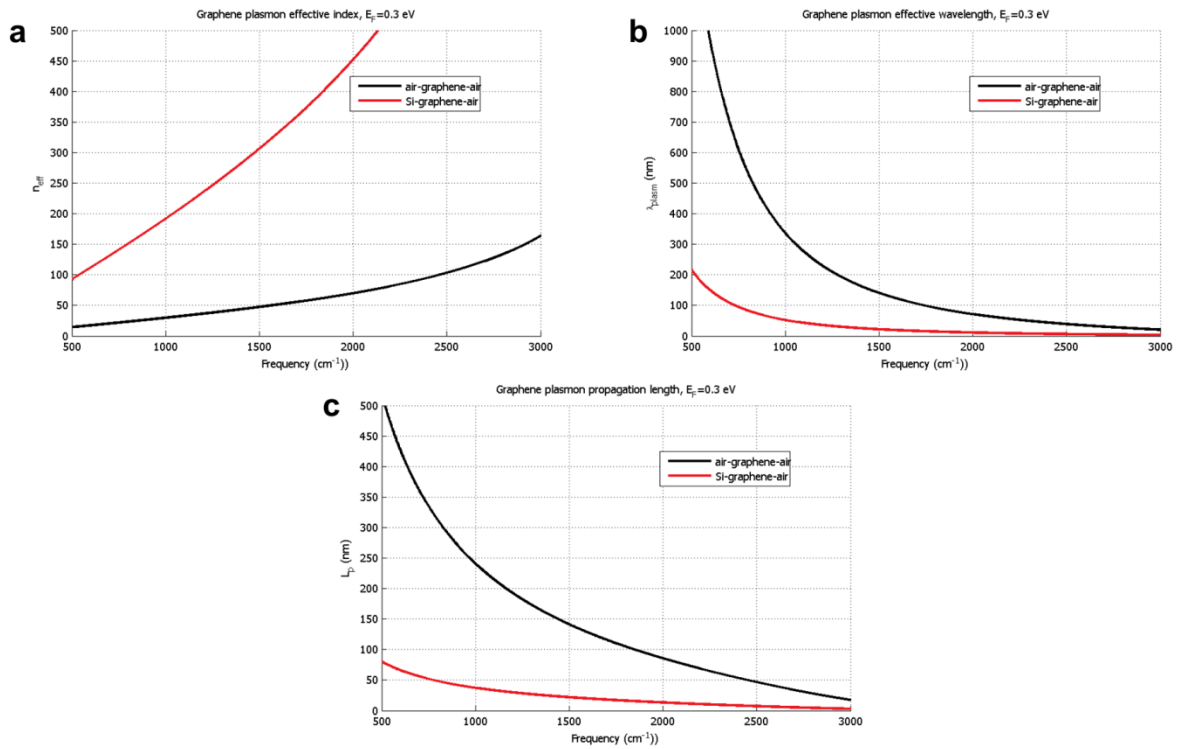 a
Graphene plasmon effective index, E_F=0.3 eV
500
450
400
350
300
250
200
150
100
50
0
n_eff
air-graphene-air
Si-graphene-air
500 1000 1500 2000 2500 3000
Frequency (cm⁻¹))
b
Graphene plasmon effective wavelength, E_F=0.3 eV
1000
900
800
700
600
500
400
300
200
100
0
λ_plasm (nm)
air-graphene-air
Si-graphene-air
500 1000 1500 2000 2500 3000
Frequency (cm⁻¹))
c
Graphene plasmon propagation length, E_F=0.3 eV
500
450
400
350
300
250
200
150
100
50
0
L_p (nm)
air-graphene-air
Si-graphene-air
500 1000 1500 2000 2500 3000
Frequency (cm⁻¹))